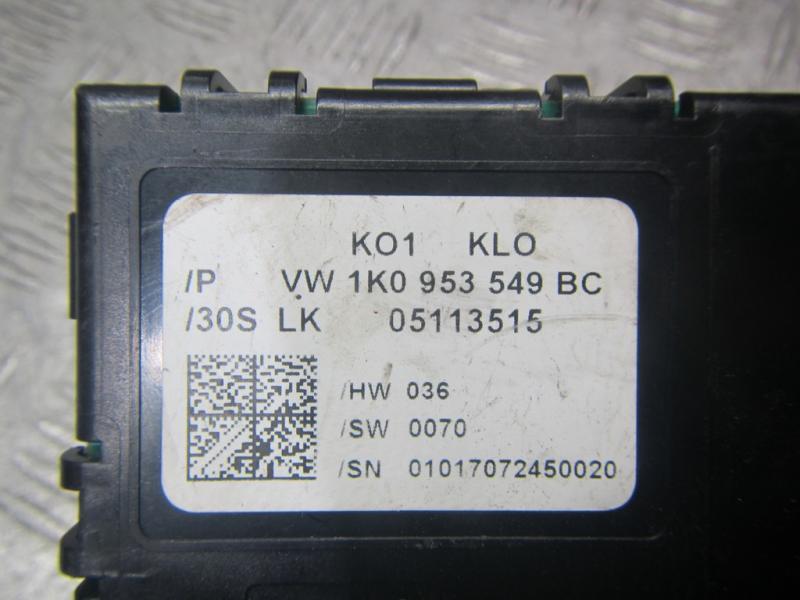 KO1 KLO
/P VW 1K0 953 549 BC
/30S LK 05113515
/HW 036
/SW 0070
/SN 01017072450020